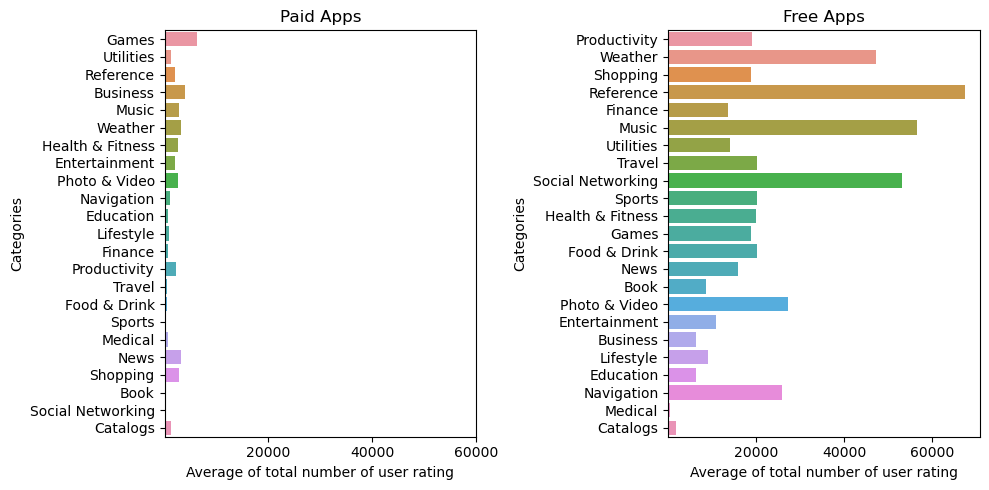 Paid Apps
Games
Utilities
Reference
Business
Music
Weather
Health & Fitness
Entertainment
Photo & Video
Navigation
Education
Lifestyle
Finance
Productivity
Travel
Food & Drink
Sports
Medical
News
Shopping
Book
Social Networking
Catalogs
Categories
20000 40000 60000
Average of total number of user rating
Free Apps
Productivity
Weather
Shopping
Reference
Finance
Music
Utilities
Travel
Social Networking
Sports
Health & Fitness
Games
Food & Drink
News
Book
Photo & Video
Entertainment
Business
Lifestyle
Education
Navigation
Medical
Catalogs
Categories
20000 40000 60000
Average of total number of user rating